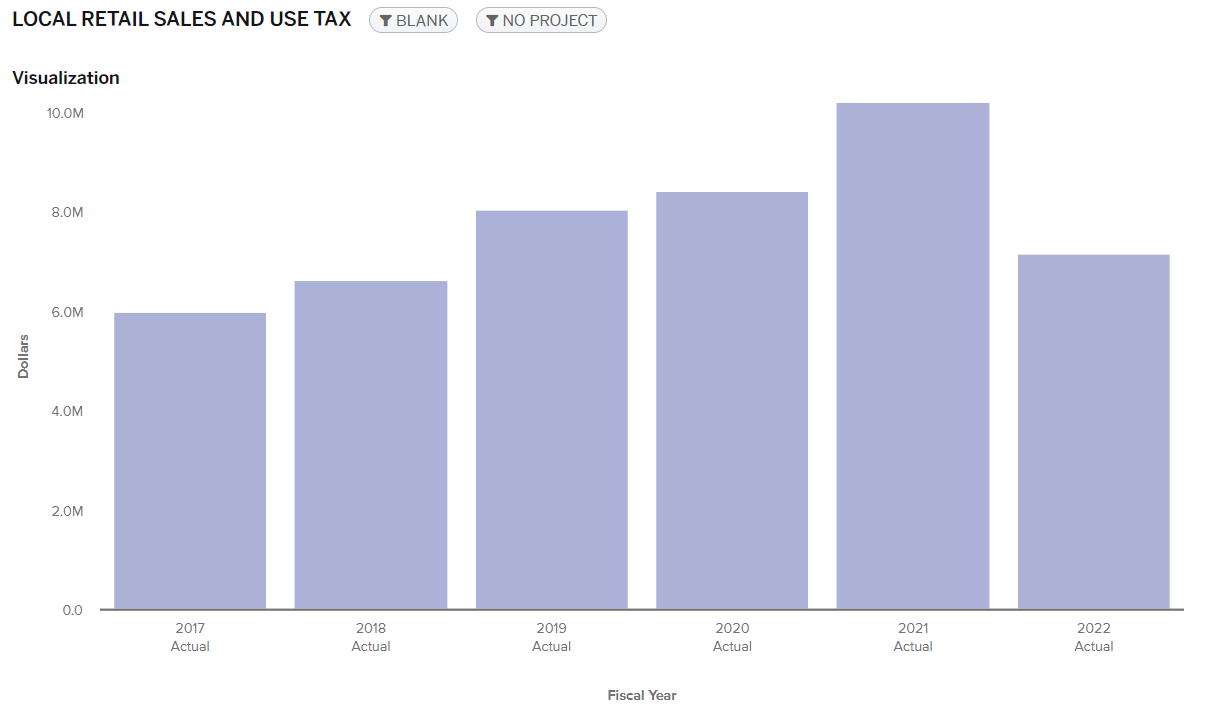 LOCAL RETAIL SALES AND USE TAX BLANK NO PROJECT
Visualization
10.0M
8.0M
6.0M
4.0M
2.0M
0.0
Dollars
2017 2018 2019 2020 2021 2022
Actual Actual Actual Actual Actual Actual
Fiscal Year